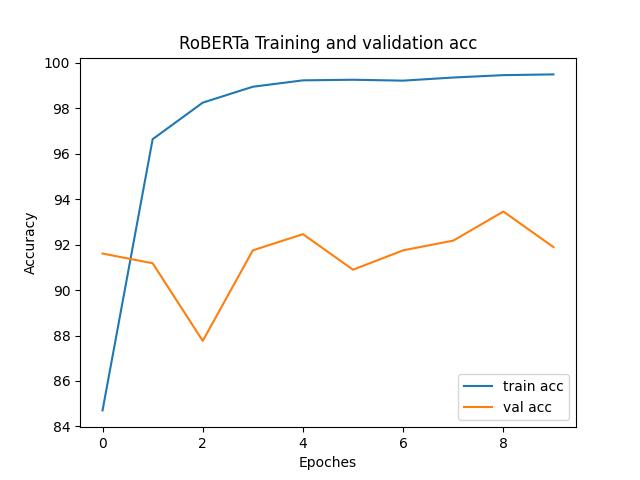 RoBERTa Training and validation acc
100
98
96
94
92
90
88
86
84
Accuracy
0 2 4 6 8
Epoches
train acc
val acc